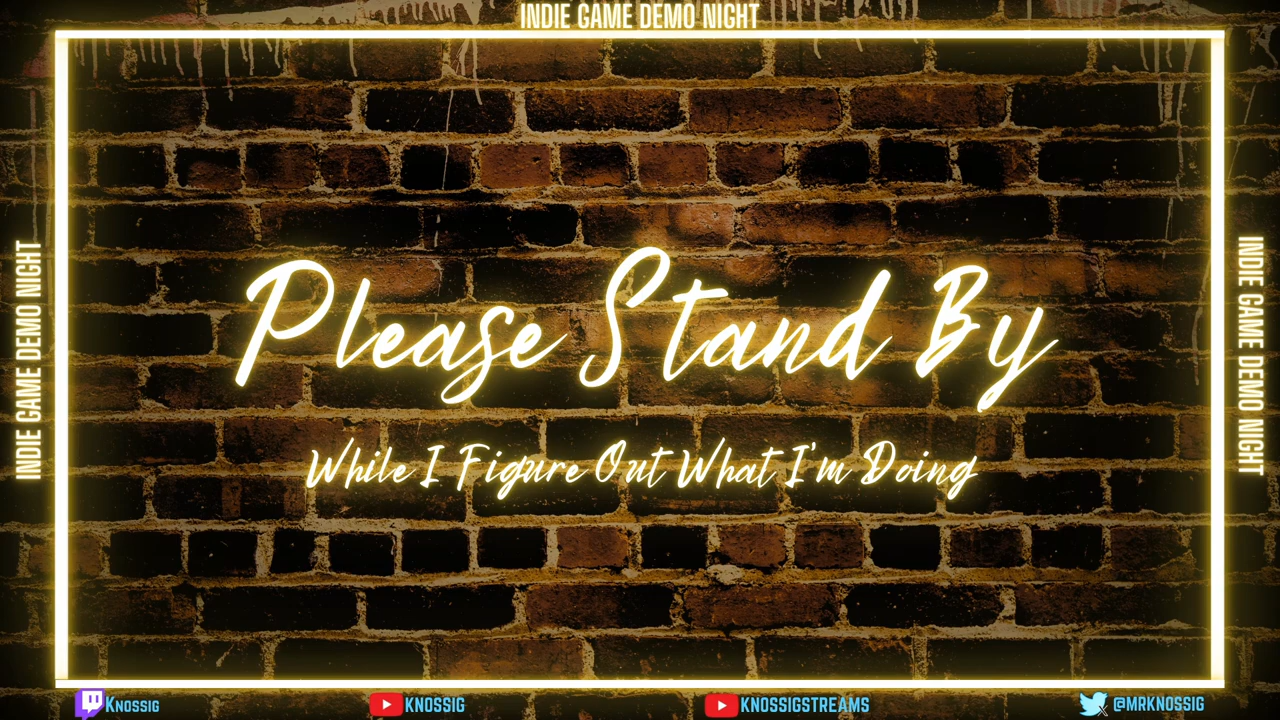 INDIE GAME DEMO NIGHT
INDIE GAME DEMO NIGHT
Please Stand By
While I Figure Out What I'm Doing
INDIE GAME DEMO NIGHT
KNOSSIG
KNOSSIG
KNOSSIGSTREAMS
@MRKNOSSIG